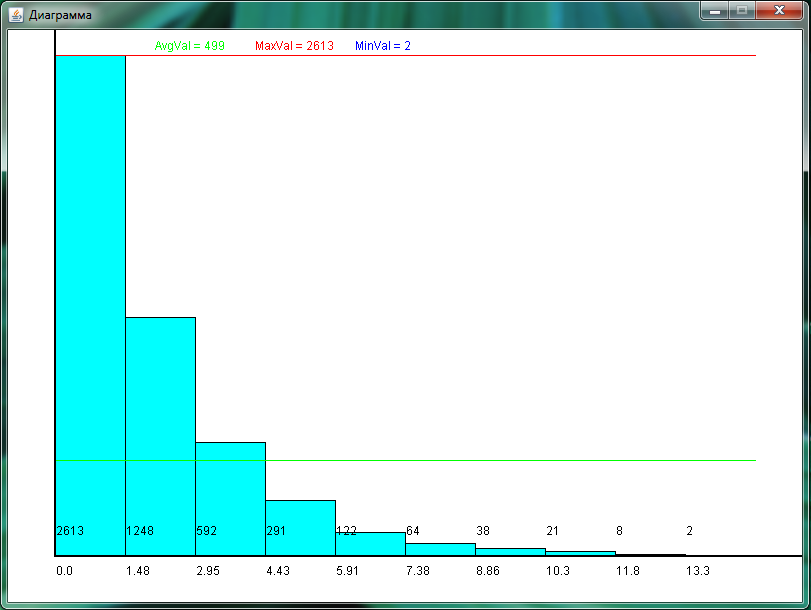 Диаграмма
AvgVal = 499 MaxVal = 2613 MinVal = 2
2613 1248 592 291 122 64 38 21 8 2
0.0 1.48 2.95 4.43 5.91 7.38 8.86 10.3 11.8 13.3